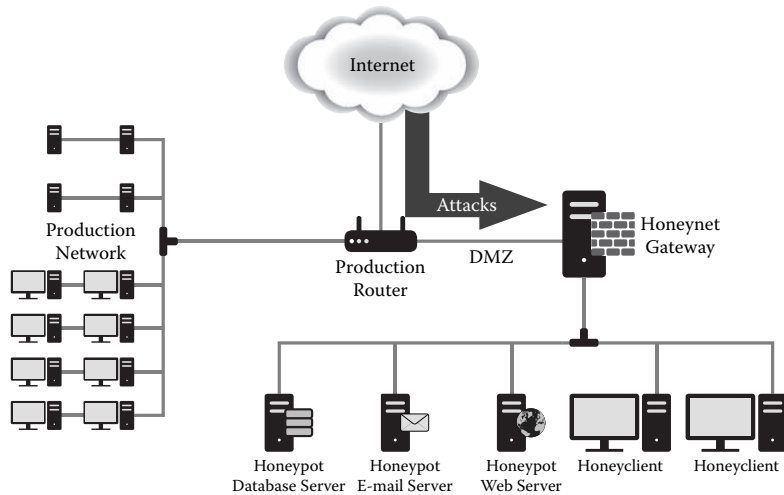 Internet
Attacks
Honeynet
Gateway
Production
Network
Production
Router
DMZ
Honeypot
Database Server
Honeypot
E-mail Server
Honeypot
Web Server
Honeyclient
Honeyclient